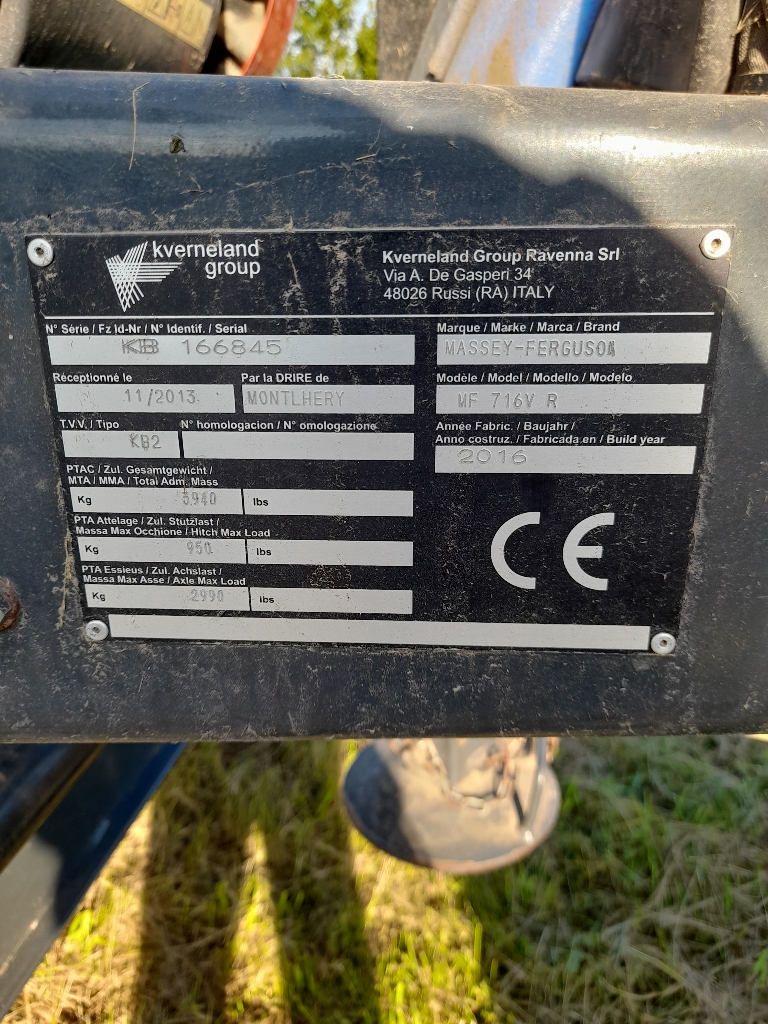 kverneland
group
Kverneland Group Ravenna Srl
Via A. De Gasperi 34
48026 Russi (RA) ITALY
N° Série / Fz Id-Nr / N° Identif. / Serial
KB 166845
Marque / Marke / Marca / Brand
MASSEY-FERGUSON
Réceptionné le
11/2013
Par la DRIRE de
MONTLHERY
Modèle / Model / Modello / Modelo
MF 716V R
T.V.V. / Tipo
KB2
N° homologacion / N° omologazione
Année Fabric. / Baujahr /
Anno costruz. / Fabricada en / Build year
2016
PTAC / Zul. Gesamtgewicht /
MTA / MMA / Total Adm. Mass
Kg 3940 lbs
PTA Attelage / Zul. Stutzlast /
Massa Max Occhione / Hitch Max Load
Kg 950 lbs
PTA Essieus / Zul. Achslast /
Massa Max Asse / Axle Max Load
Kg 2990 lbs
CE